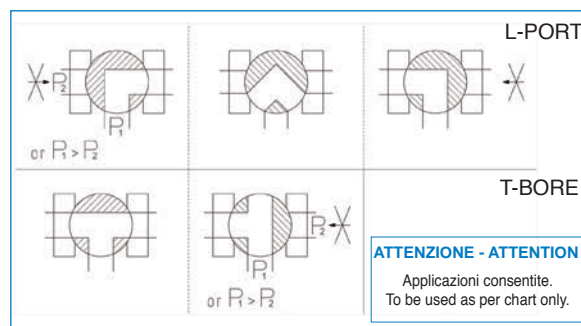 L-PORT
P2
P1
or P1 > P2
T-BORE
P2
P1
or P1 > P2
ATTENZIONE - ATTENTION
Applicazioni consentite.
To be used as per chart only.